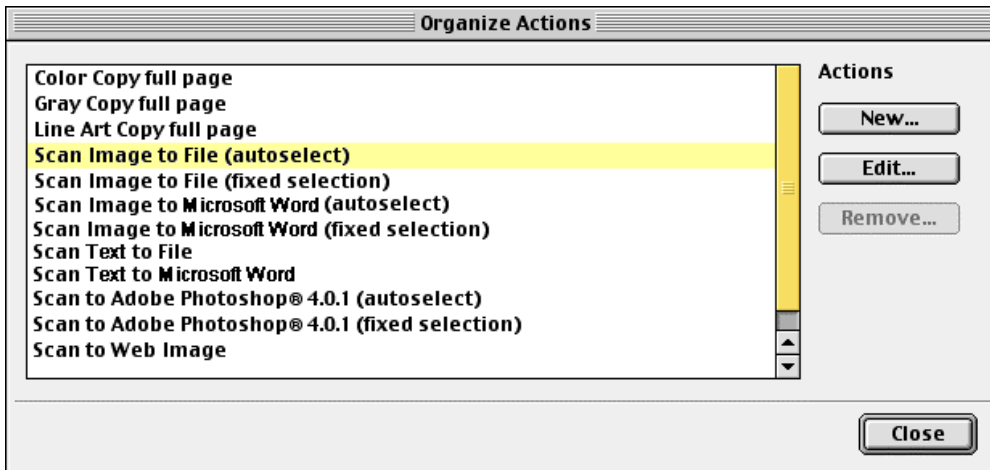 Organize Actions
Color Copy full page
Gray Copy full page
Line Art Copy full page
Scan Image to File (autoselect)
Scan Image to File (fixed selection)
Scan Image to Microsoft Word (autoselect)
Scan Image to Microsoft Word (fixed selection)
Scan Text to File
Scan Text to Microsoft Word
Scan to Adobe Photoshop® 4.0.1 (autoselect)
Scan to Adobe Photoshop® 4.0.1 (fixed selection)
Scan to Web Image
Actions
New...
Edit...
Remove...
Close